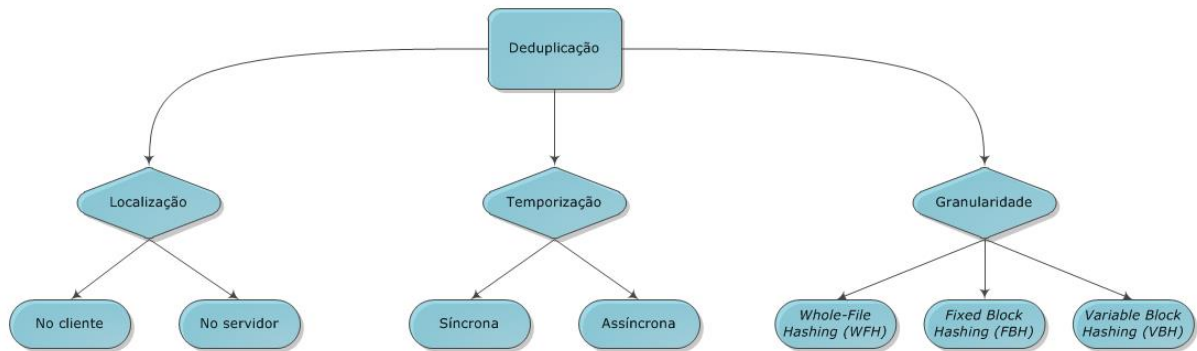 Deduplicação
Localização
Temporização
Granularidade
No cliente
No servidor
Síncrona
Assíncrona
Whole-File
Hashing (WFH)
Fixed Block
Hashing (FBH)
Variable Block
Hashing (VBH)